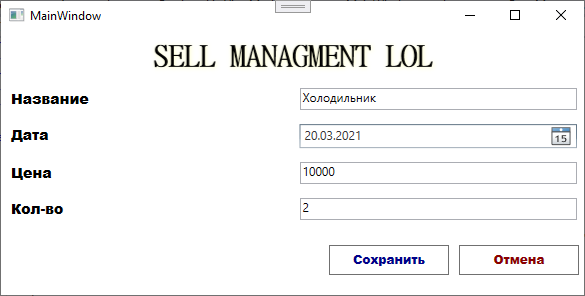 MainWindow
SELL MANAGMENT LOL
Название Холодильник
Дата 20.03.2021 15
Цена 10000
Кол-во 2
Сохранить Отмена